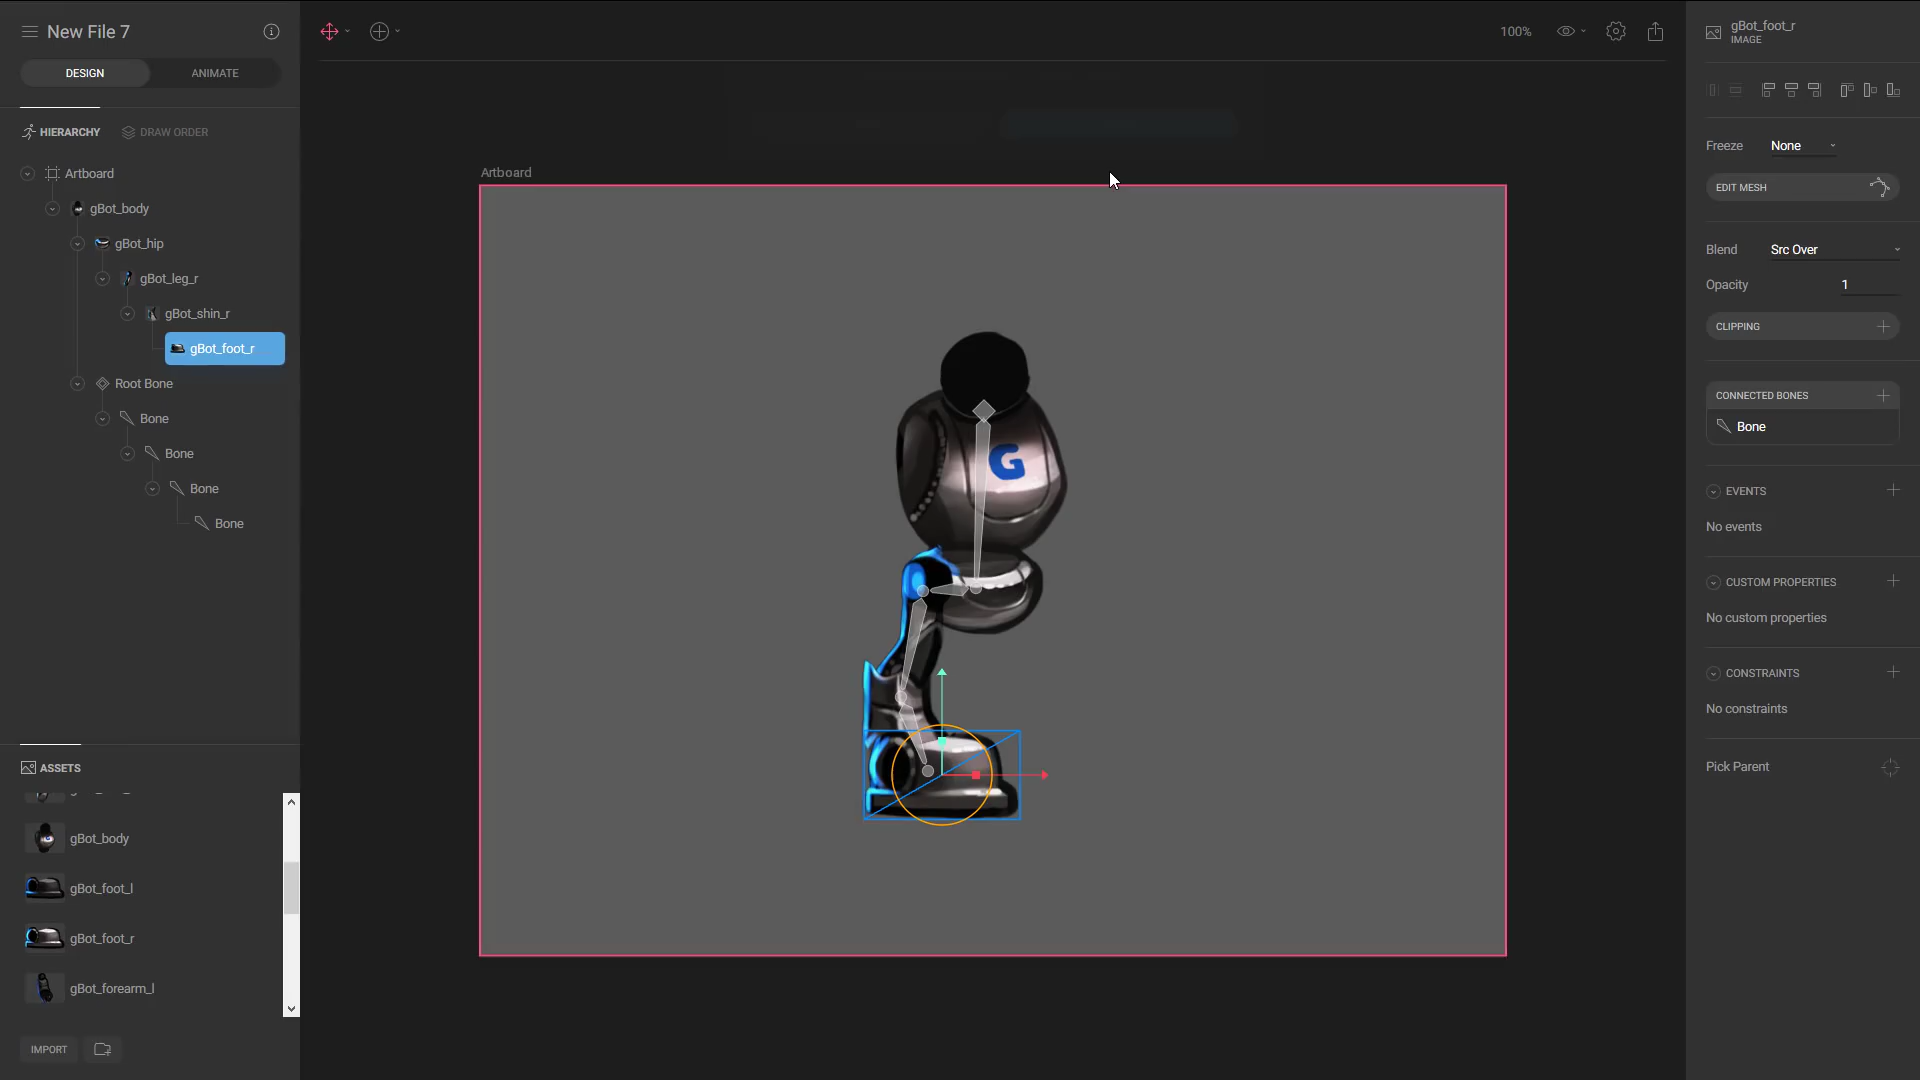 New File 7
DESIGN
ANIMATE
HIERARCHY
DRAW ORDER
Artboard
gBot_body
gBot_hip
gBot_leg_r
gBot_shin_r
gBot_foot_r
Root Bone
Bone
Bone
Bone
Bone
ASSETS
gBot_body
gBot_foot_l
gBot_foot_r
gBot_forearm_l
IMPORT
100%
Artboard
G
gBot_foot_r
IMAGE
Freeze None
EDIT MESH
Blend Src Over
Opacity 1
CLIPPING
CONNECTED BONES
Bone
EVENTS
No events
CUSTOM PROPERTIES
No custom properties
CONSTRAINTS
No constraints
Pick Parent